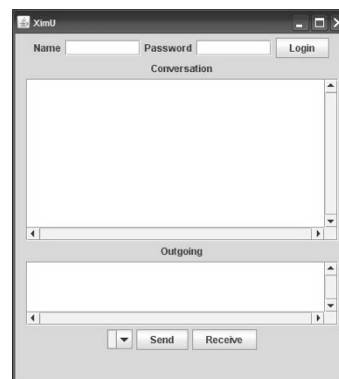 XimU
Name Password Login
Conversation
Outgoing
Send Receive